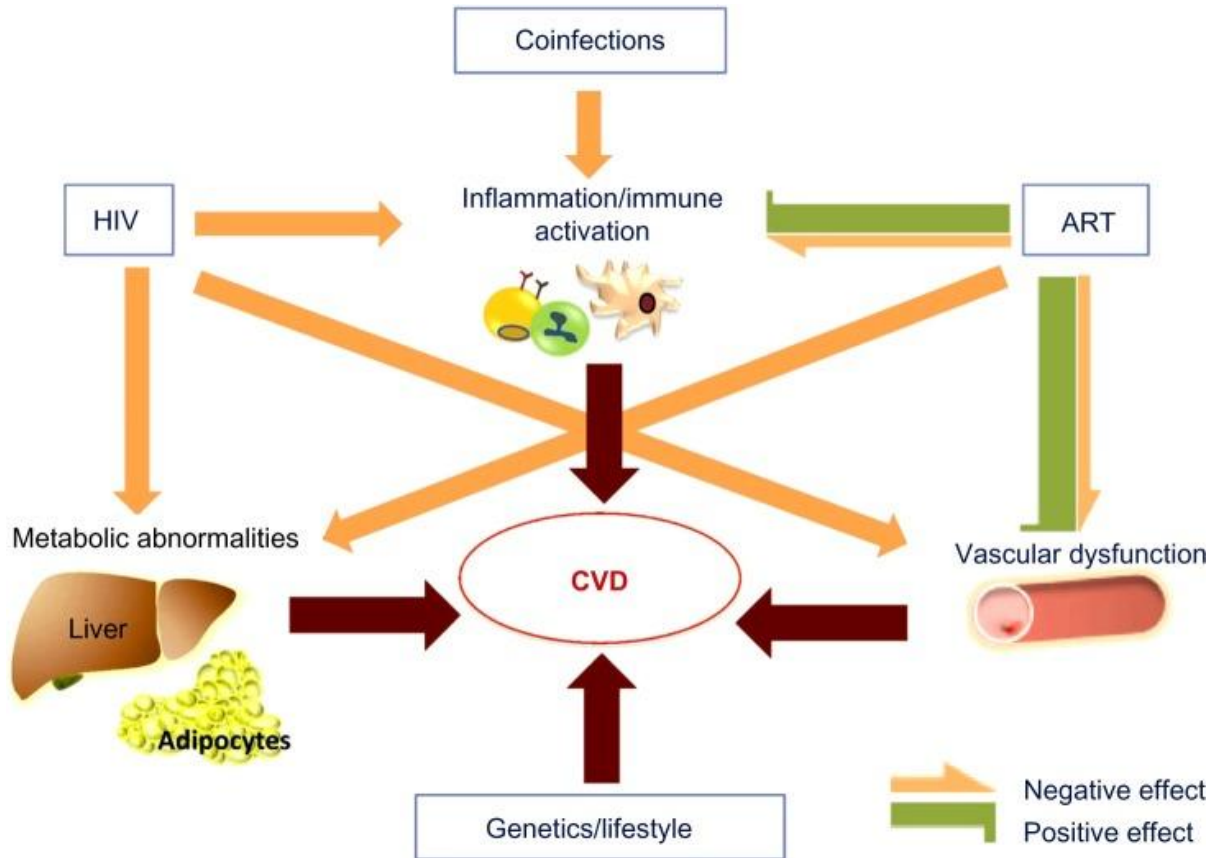 Coinfections
Inflammation/immune
activation
HIV
ART
Metabolic abnormalities
Vascular dysfunction
CVD
Liver
Adipocytes
Genetics/lifestyle
Negative effect
Positive effect